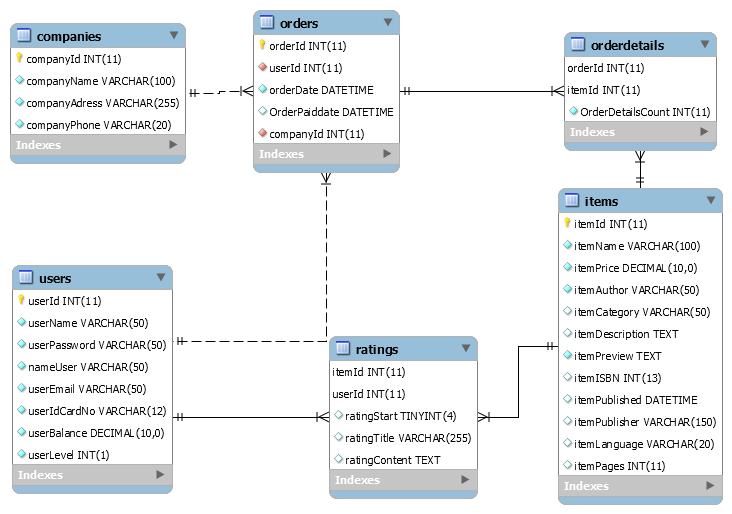 companies
companyId INT(11)
companyName VARCHAR(100)
companyAdress VARCHAR(255)
companyPhone VARCHAR(20)
Indexes
orders
orderId INT(11)
userId INT(11)
orderDate DATETIME
OrderPaiddate DATETIME
companyId INT(11)
Indexes
orderdetails
orderId INT(11)
itemId INT(11)
OrderDetailsCount INT(11)
Indexes
users
userId INT(11)
userName VARCHAR(50)
userPassword VARCHAR(50)
nameUser VARCHAR(50)
userEmail VARCHAR(50)
userIdCardNo VARCHAR(12)
userBalance DECIMAL(10,0)
userLevel INT(1)
Indexes
ratings
itemId INT(11)
userId INT(11)
ratingStart TINYINT(4)
ratingTitle VARCHAR(255)
ratingContent TEXT
Indexes
items
itemId INT(11)
itemName VARCHAR(100)
itemPrice DECIMAL(10,0)
itemAuthor VARCHAR(50)
itemCategory VARCHAR(50)
itemDescription TEXT
itemPreview TEXT
itemISBN INT(13)
itemPublished DATETIME
itemPublisher VARCHAR(150)
itemLanguage VARCHAR(20)
itemPages INT(11)
Indexes